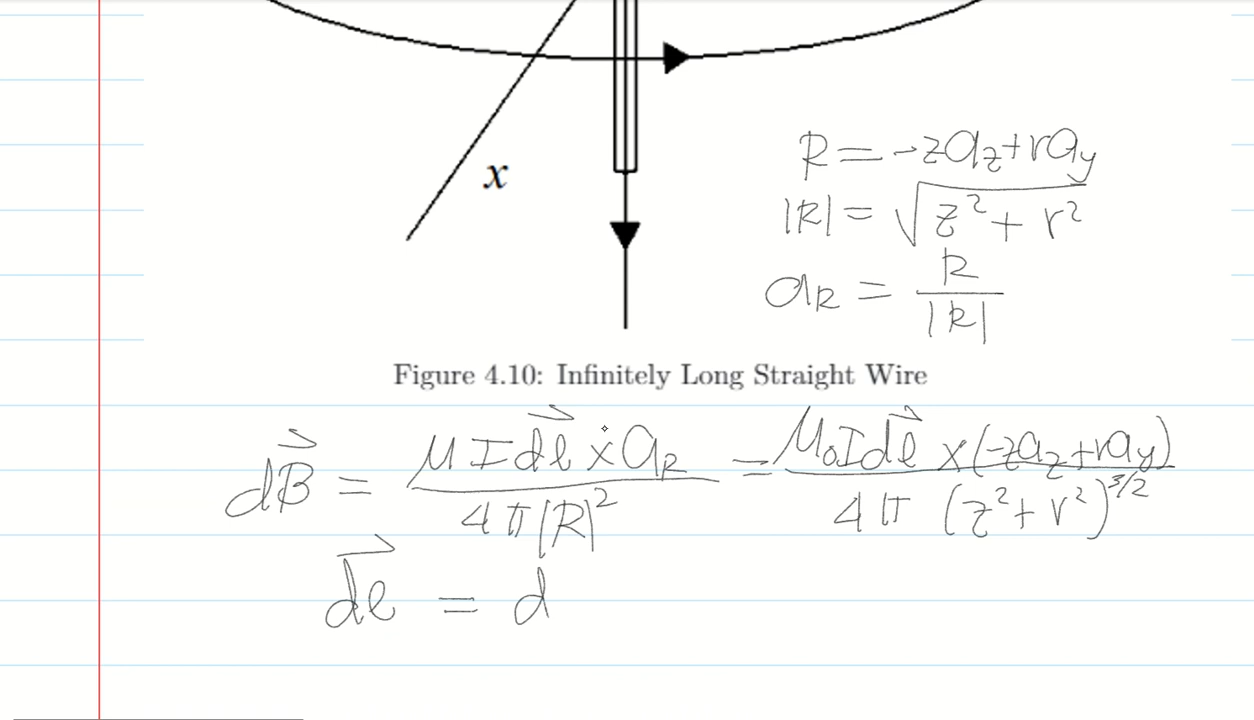 x
R = -za_z + ra_y
|R| = √(z² + r²)
a_R = R / |R|
Figure 4.10: Infinitely Long Straight Wire
dB⃗ = μ I dl⃗ × a_R / 4π|R|² = μ₀ I dl⃗ × (-za_z + ra_y) / 4π (z² + r²)^3/2
dl⃗ = d